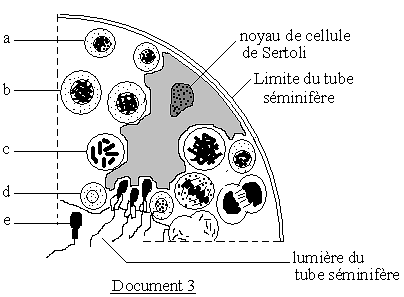 a
noyau de cellule
de Sertoli
b
Limite du tube
séminifère
c
d
e
lumière du
tube séminifère
Document 3